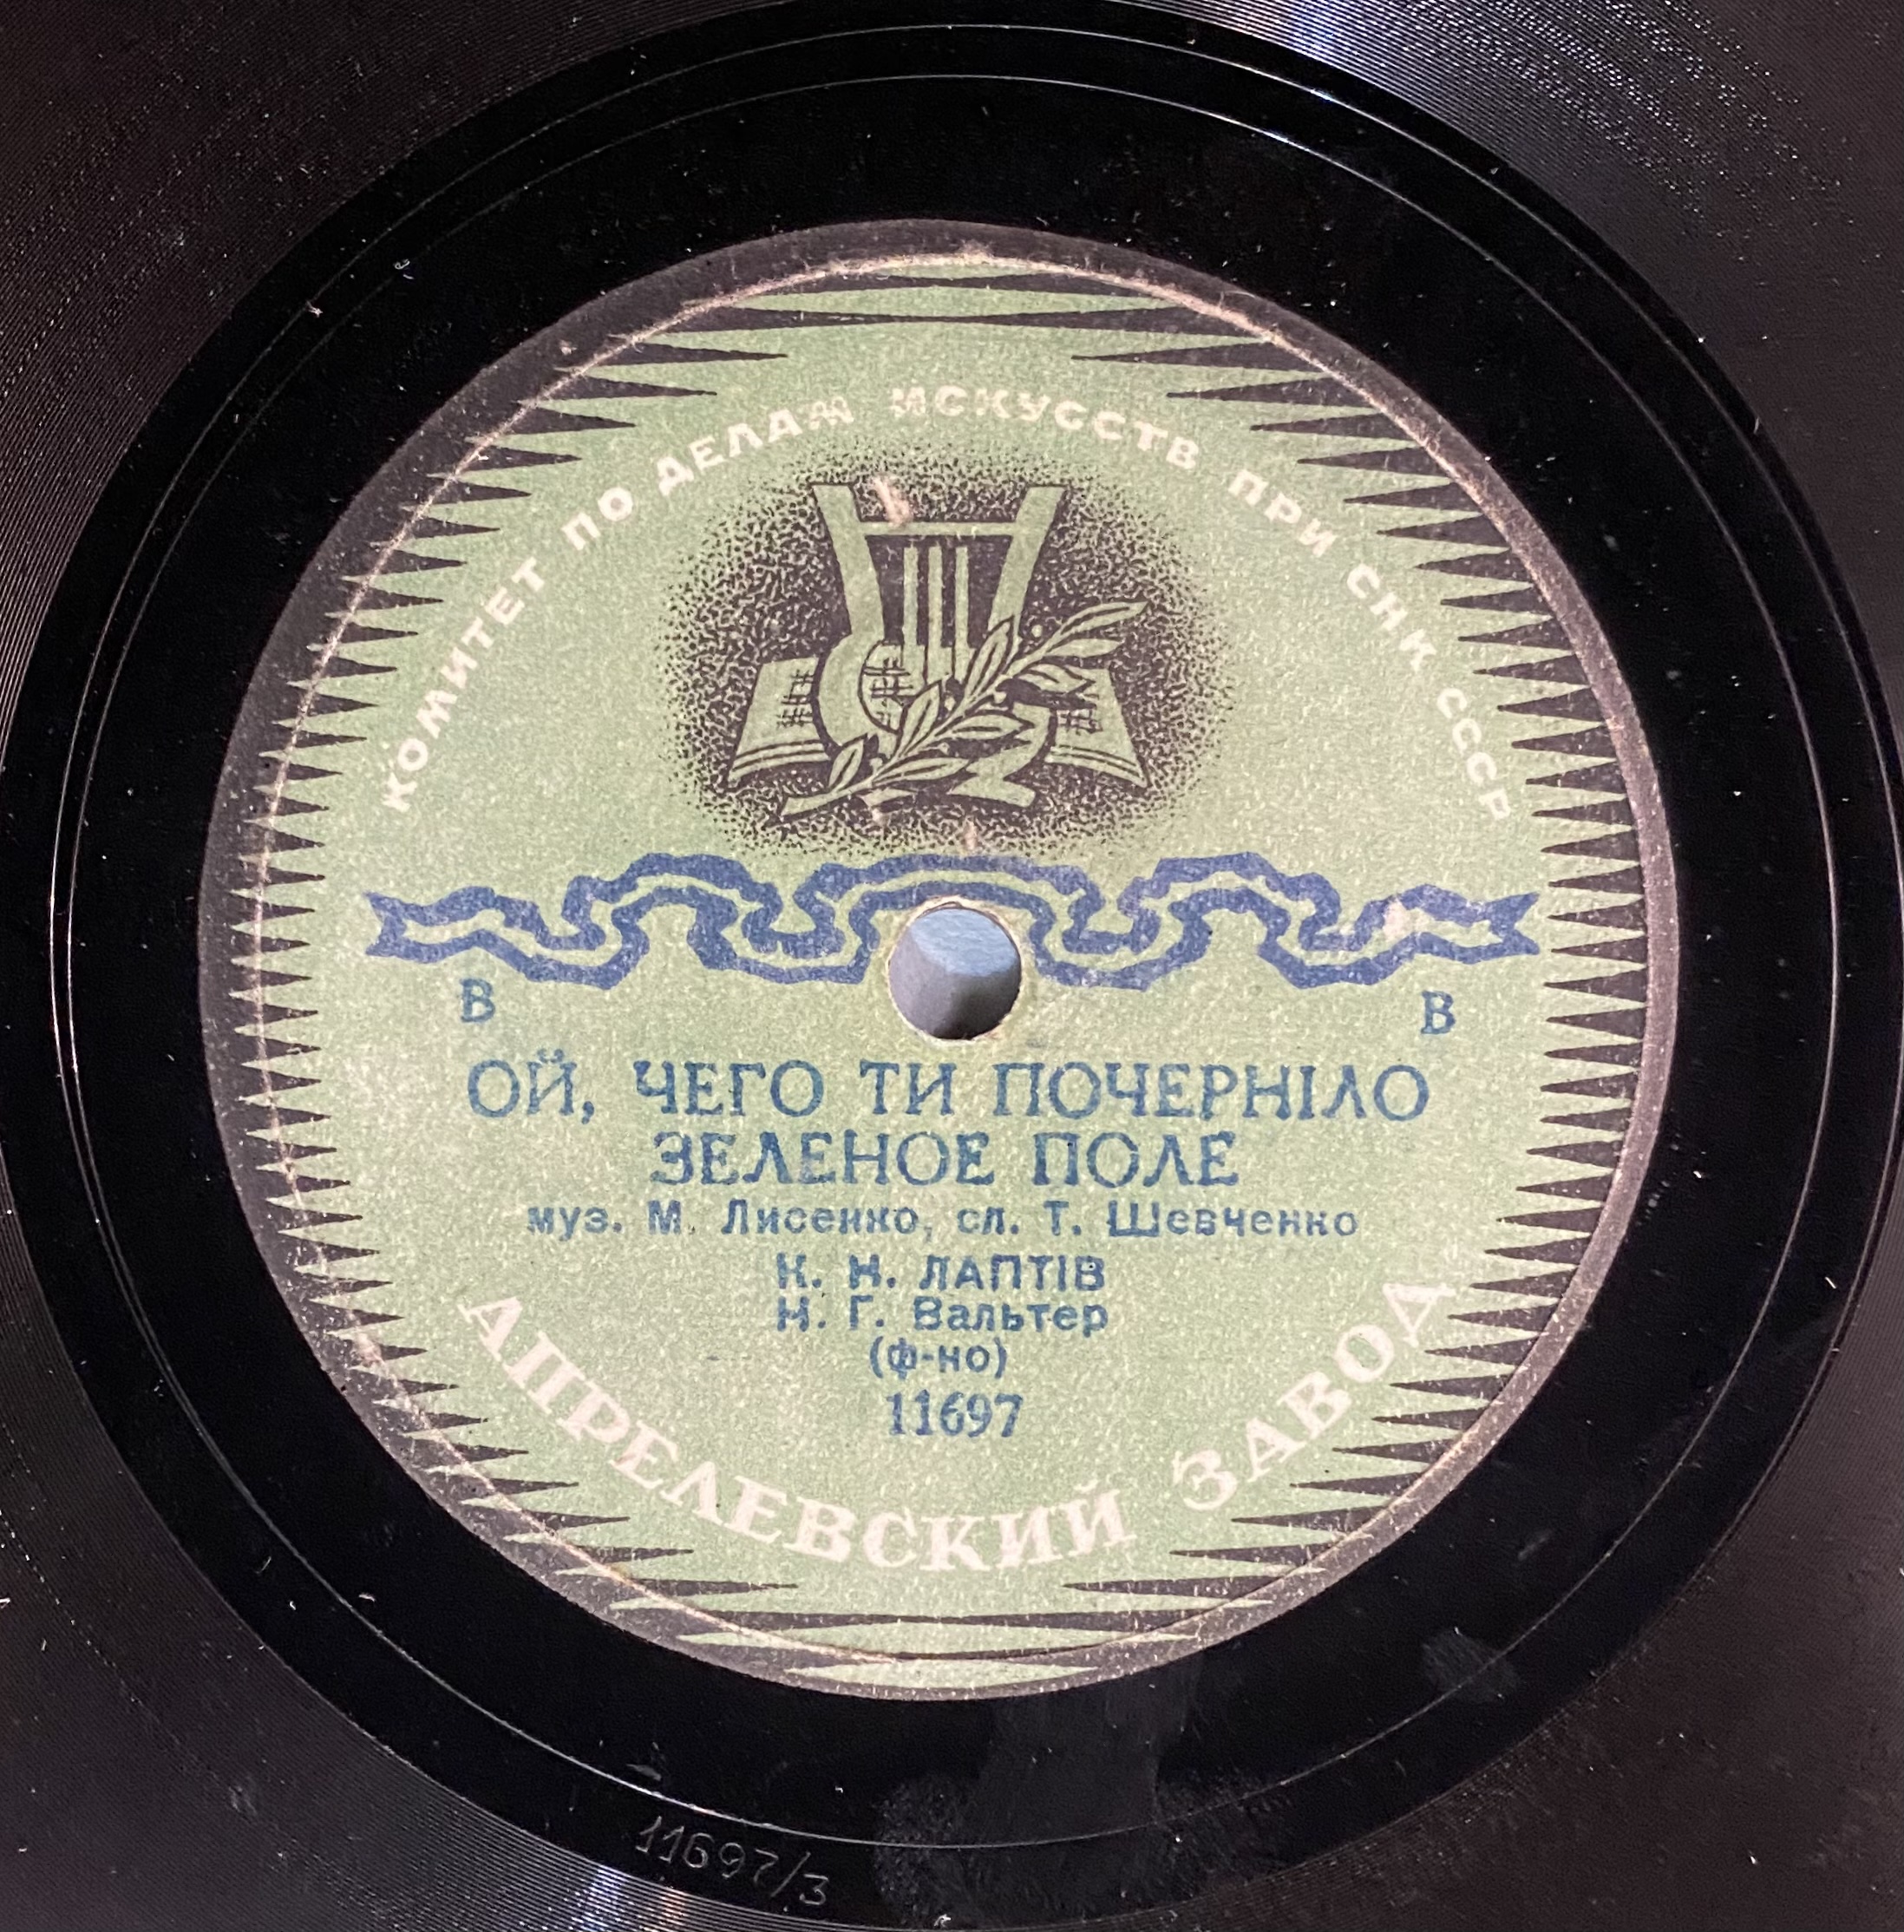 КОМИТЕТ ПО ДЕЛАМ ИСКУССТВ ПРИ СНК СССР
В В
ОЙ, ЧЕГО ТИ ПОЧЕРНІЛО
ЗЕЛЕНОЕ ПОЛЕ
муз. М. Лисенко, сл. Т. Шевченко
К. Н. ЛАПТІВ
Н. Г. Вальтер
(ф-но)
11697
АПРЕЛЕВСКИЙ ЗАВОД
11697/3